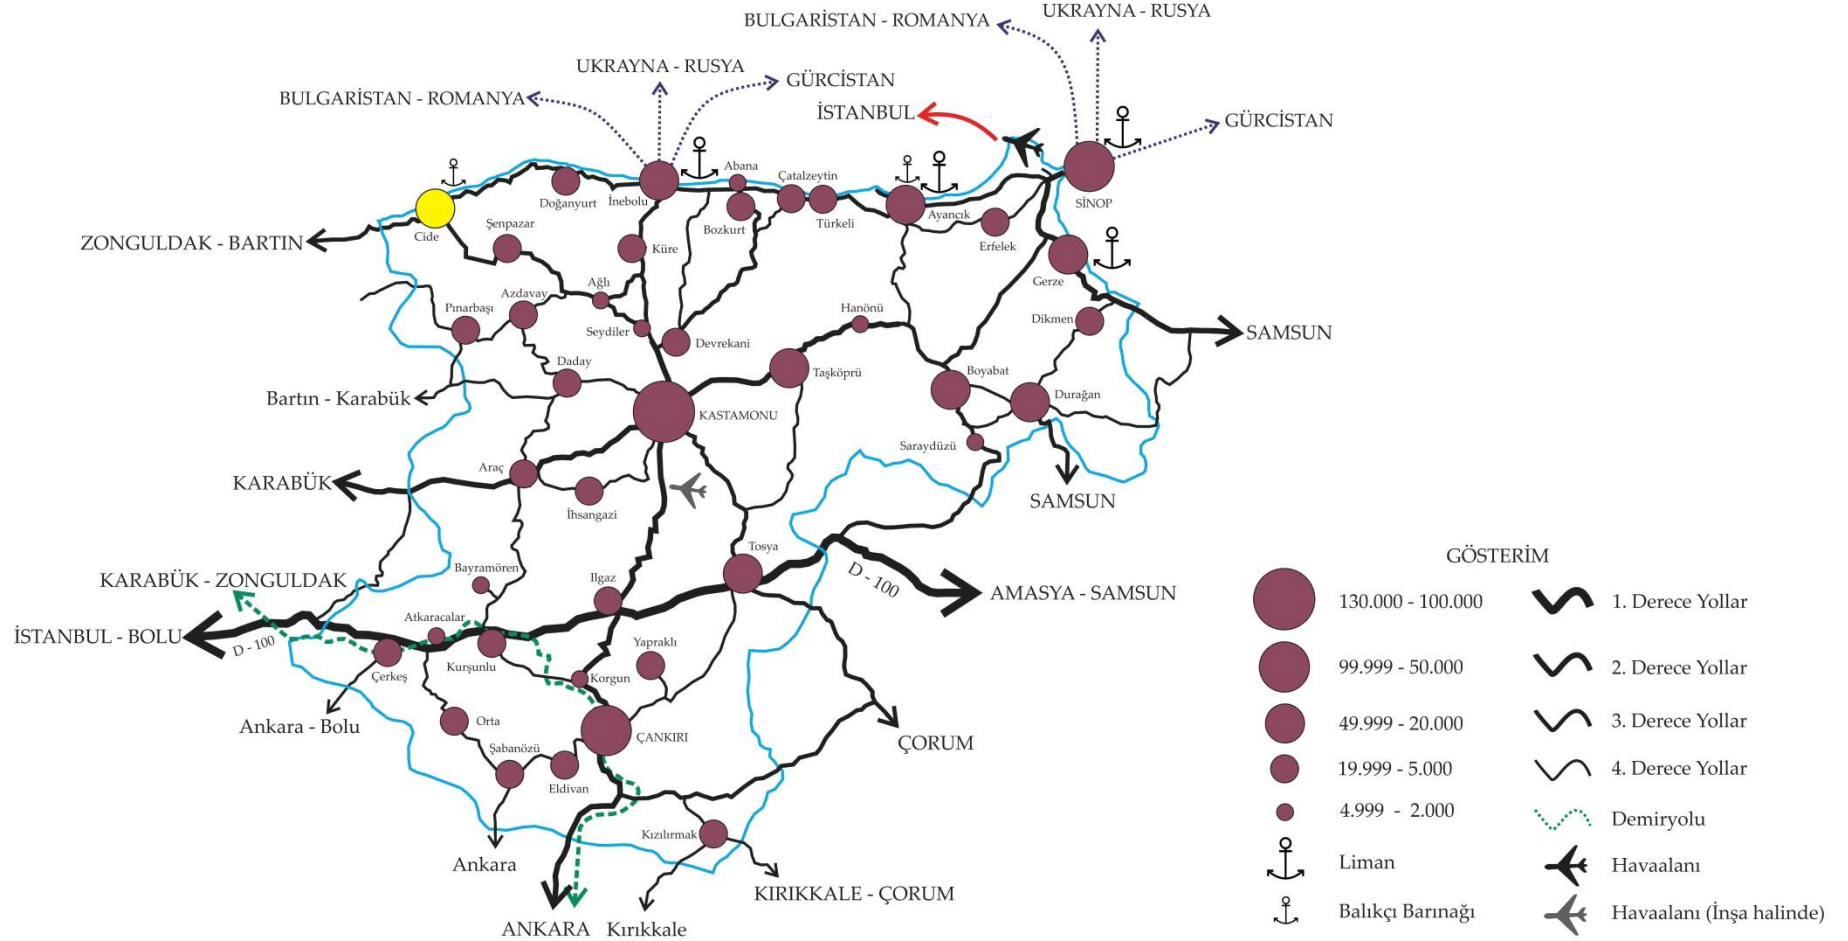 UKRAYNA - RUSYA
BULGARİSTAN - ROMANYA
UKRAYNA - RUSYA
GÜRCİSTAN
BULGARİSTAN - ROMANYA
İSTANBUL
GÜRCİSTAN
Abana
Çatalzeytin
Doğanyurt
İnebolu
SİNOP
Cide
Şenpazar
Bozkurt
Türkeli
Ayancık
Erfelek
ZONGULDAK - BARTIN
Küre
Gerze
Ağlı
Azdavay
Pınarbaşı
Hanönü
Dikmen
Seydiler
Devrekani
SAMSUN
Daday
Taşköprü
Boyabat
Durağan
Bartın - Karabük
KASTAMONU
Saraydüzü
Araç
KARABÜK
SAMSUN
İhsangazi
Tosya
GÖSTERİM
Bayramören
Ilgaz
KARABÜK - ZONGULDAK
D - 100
AMASYA - SAMSUN
130.000 - 100.000
1. Derece Yollar
Atkaracalar
İSTANBUL - BOLU
D - 100
Yapraklı
Kurşunlu
99.999 - 50.000
2. Derece Yollar
Çerkeş
Korgun
Ankara - Bolu
Orta
49.999 - 20.000
3. Derece Yollar
ÇANKIRI
ÇORUM
Şabanözü
19.999 - 5.000
4. Derece Yollar
Eldivan
4.999 - 2.000
Demiryolu
Kızılırmak
Ankara
Liman
Havaalanı
KIRIKKALE - ÇORUM
Balıkçı Barınağı
Havaalanı (İnşa halinde)
ANKARA
Kırıkkale